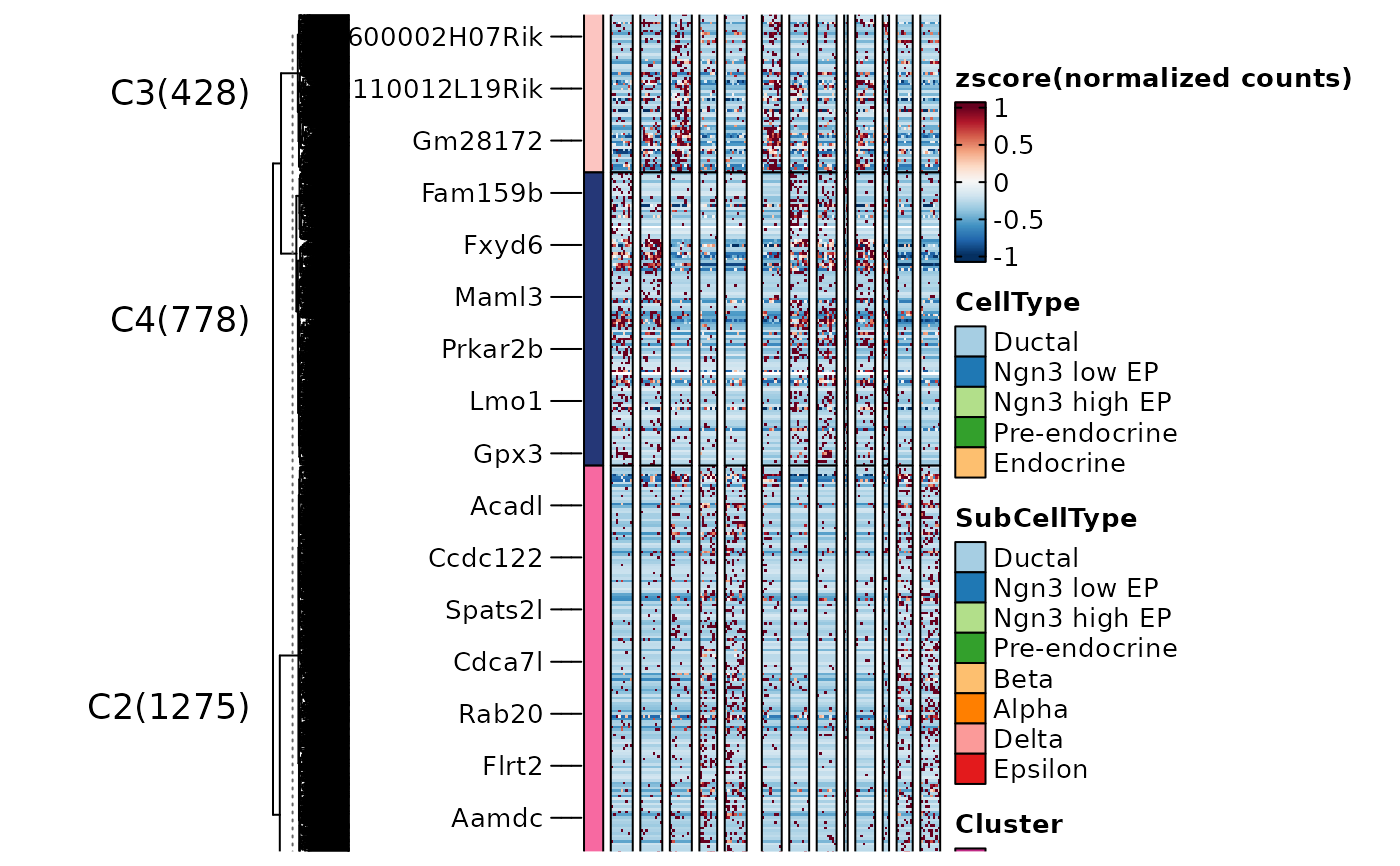 C3(428)
C4(778)
C2(1275)
600002H07Rik
110012L19Rik
Gm28172
Fam159b
Fxyd6
Maml3
Prkar2b
Lmo1
Gpx3
Acadl
Ccdc122
Spats2l
Cdca7l
Rab20
Flrt2
Aamdc
zscore(normalized counts)
1
0.5
0
-0.5
-1
CellType
Ductal
Ngn3 low EP
Ngn3 high EP
Pre-endocrine
Endocrine
SubCellType
Ductal
Ngn3 low EP
Ngn3 high EP
Pre-endocrine
Beta
Alpha
Delta
Epsilon
Cluster